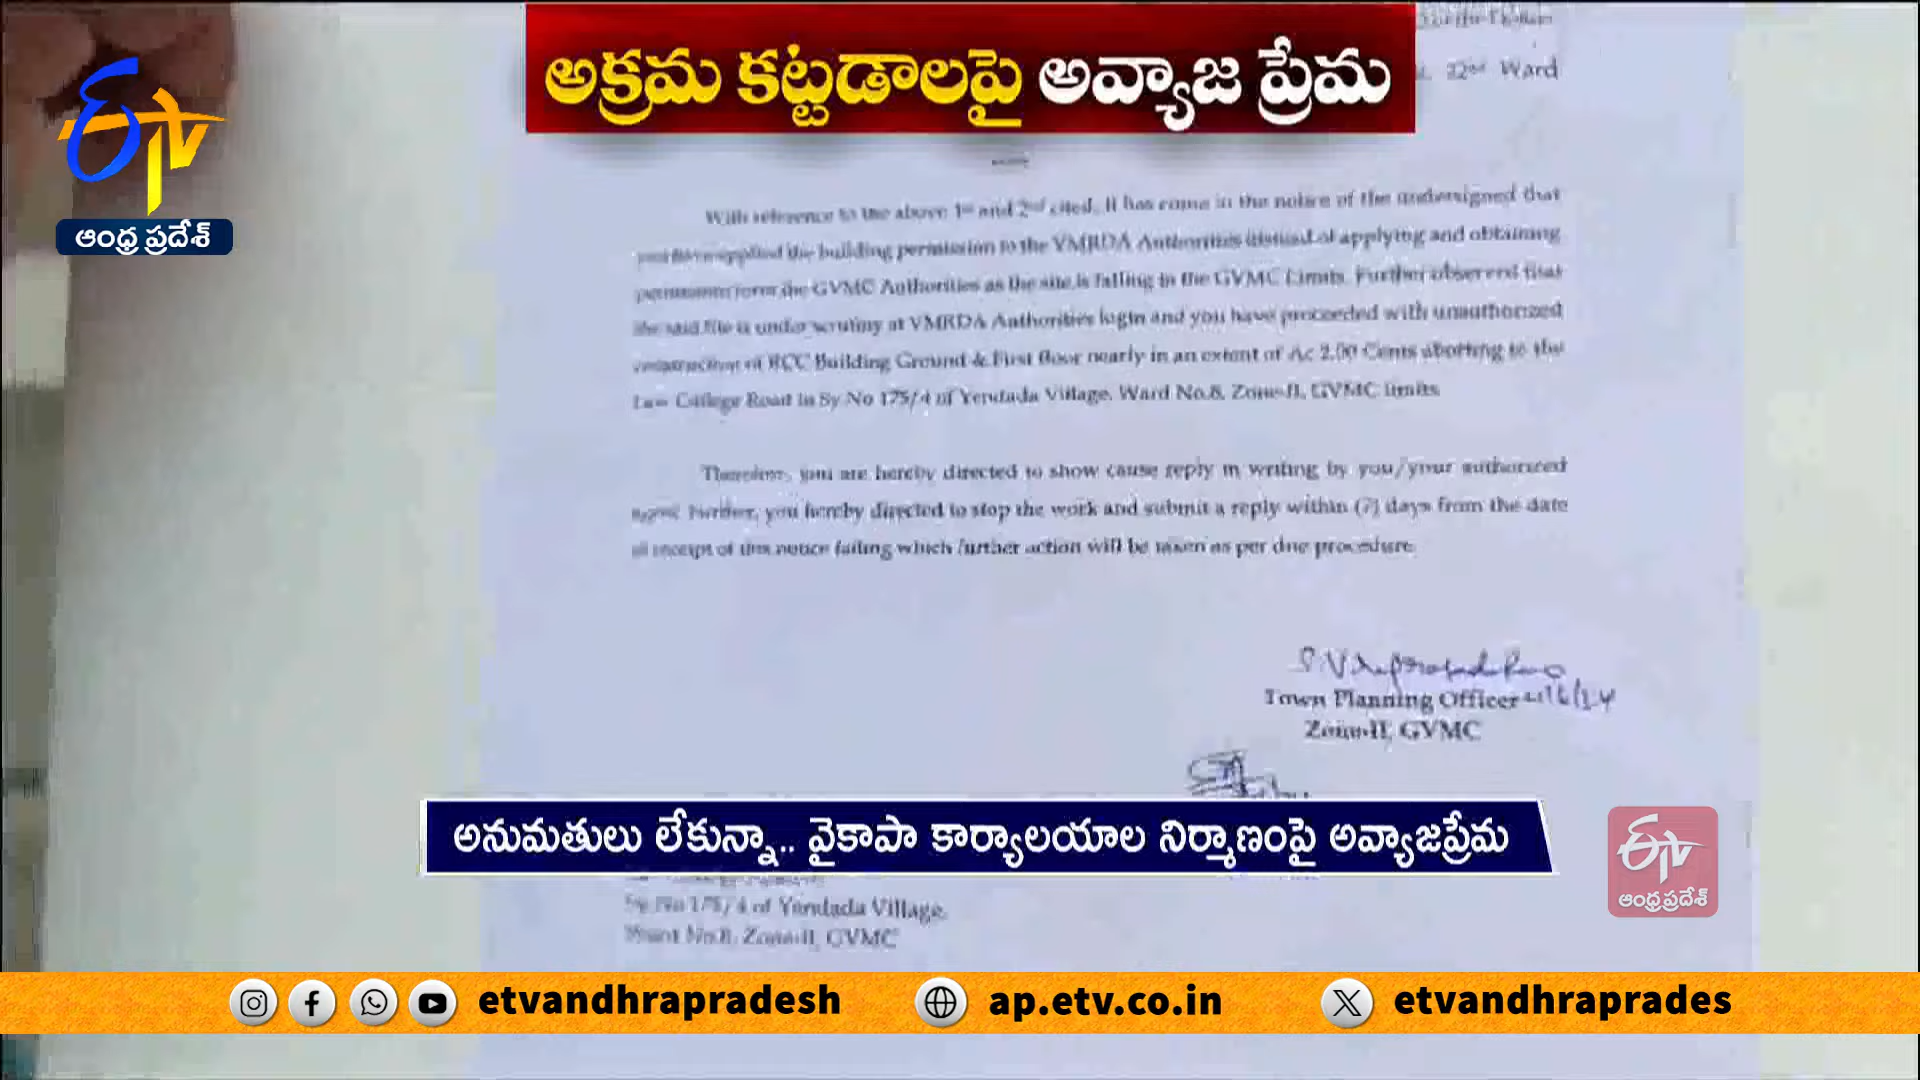 అక్రమ కట్టడాలపై అవ్యాజ ప్రేమ
22nd Ward
ETV
ఆంధ్ర ప్రదేశ్
With reference to the above 1st and 2nd cited, it has come in the notice of the undersigned that
applied the building permission to the VMRDA Authorities instead of applying and obtaining
permission form the GVMC Authorities as the site is falling in the GVMC Limits. Further observed that
the said file is under scrutiny at VMRDA Authorities login and you have proceeded with unauthorized
construction of RCC Building Ground & First floor nearly in an extent of Ac 2.00 Cents aborting to the
Law College Road in Sy No 175/4 of Yendada Village, Ward No.8, Zone-II, GVMC limits.
Therefore, you are hereby directed to show cause reply in writing by you/your authorized
agent. Further, you hereby directed to stop the work and submit a reply within (7) days from the date
of receipt of this notice failing which further action will be taken as per due procedure.
Town Planning Officer
Zone-II, GVMC
అనుమతులు లేకున్నా.. వైకాపా కార్యాలయాల నిర్మాణంపై అవ్యాజప్రేమ
ETV
ఆంధ్రప్రదేశ్
Sy.No 175/4 of Yendada Village,
No.8, Zone-II, GVMC
etvandhrapradesh ap.etv.co.in etvandhraprades